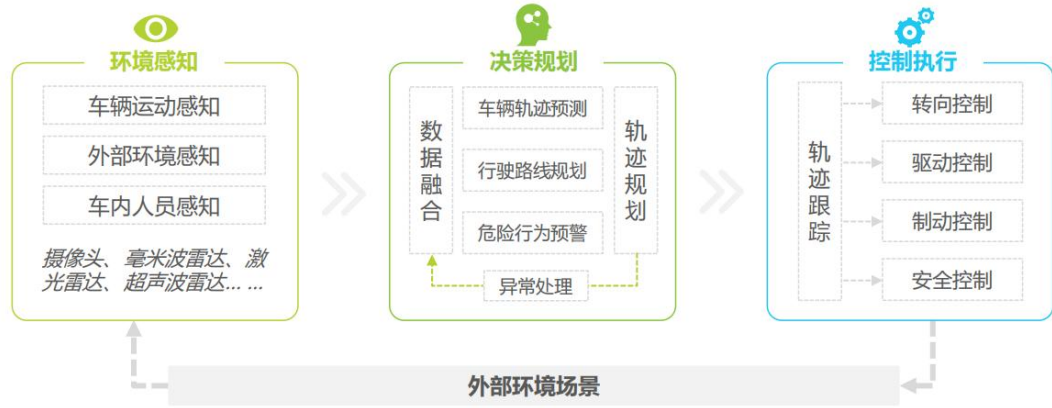 环境感知
车辆运动感知
外部环境感知
车内人员感知
摄像头、毫米波雷达、激
光雷达、超声波雷达... ...
决策规划
数据融合
车辆轨迹预测
行驶路线规划
危险行为预警
轨迹规划
异常处理
控制执行
轨迹跟踪
转向控制
驱动控制
制动控制
安全控制
外部环境场景